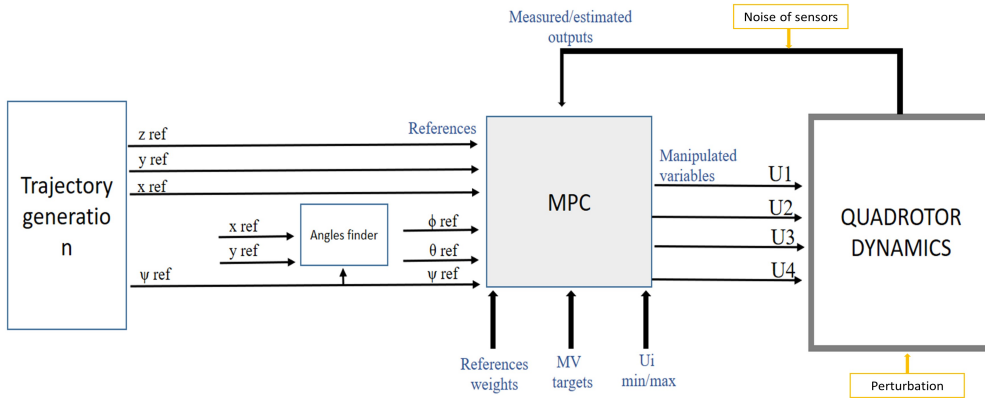 Noise of sensors
Measured/estimated
outputs
z ref
References
y ref
x ref
Trajectory
generatio
n
x ref
y ref
Angles finder
ϕ ref
θ ref
ψ ref
ψ ref
MPC
Manipulated
variables
U1
U2
U3
U4
QUADROTOR
DYNAMICS
References
weights
MV
targets
Ui
min/max
Perturbation